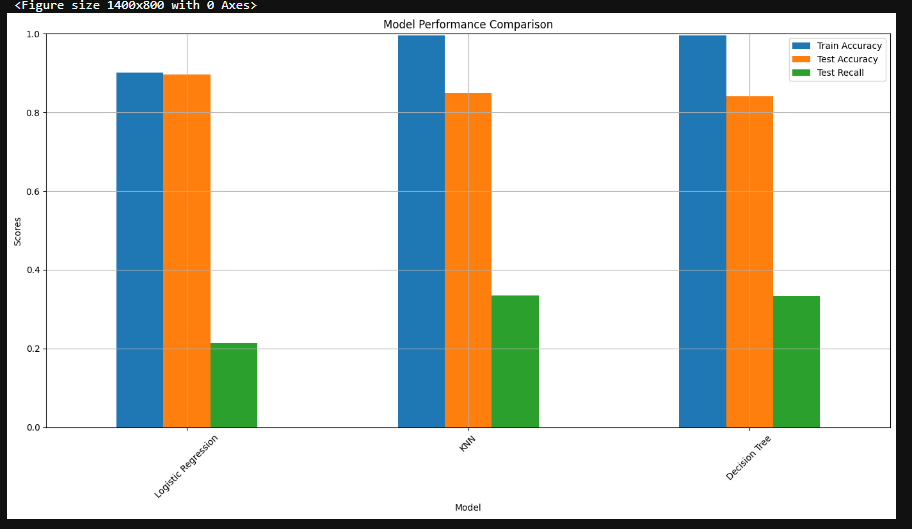 <Figure size 1400x800 with 0 Axes>
Model Performance Comparison
1.0
0.8
0.6
0.4
0.2
0.0
Scores
Train Accuracy
Test Accuracy
Test Recall
Logistic Regression
KNN
Decision Tree
Model